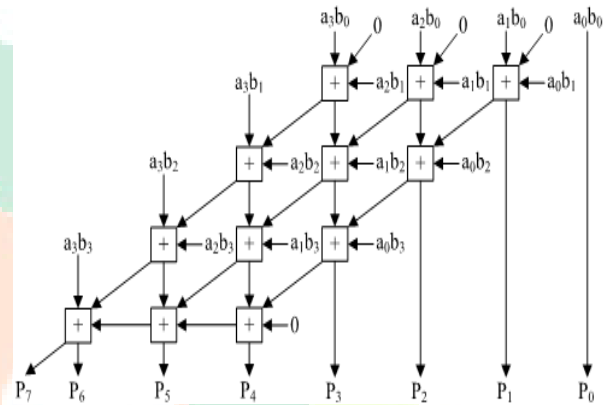 a₃b₀ 0 a₂b₀ 0 a₁b₀ 0 a₀b₀
a₃b₁ + a₂b₁ + a₁b₁ + a₀b₁
a₃b₂ + a₂b₂ + a₁b₂ + a₀b₂
a₃b₃ + a₂b₃ + a₁b₃ + a₀b₃
+ + + 0
P₇ P₆ P₅ P₄ P₃ P₂ P₁ P₀